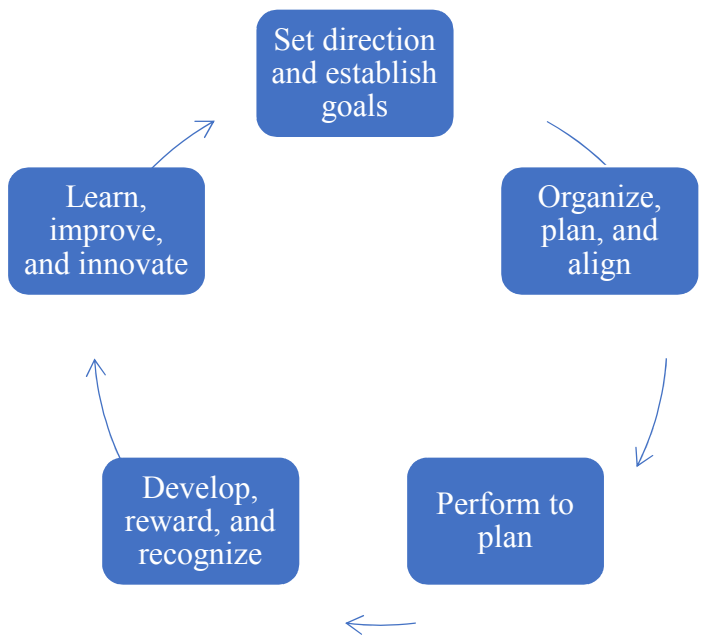 Set direction
and establish
goals
Organize,
plan, and
align
Perform to
plan
Develop,
reward, and
recognize
Learn,
improve,
and innovate